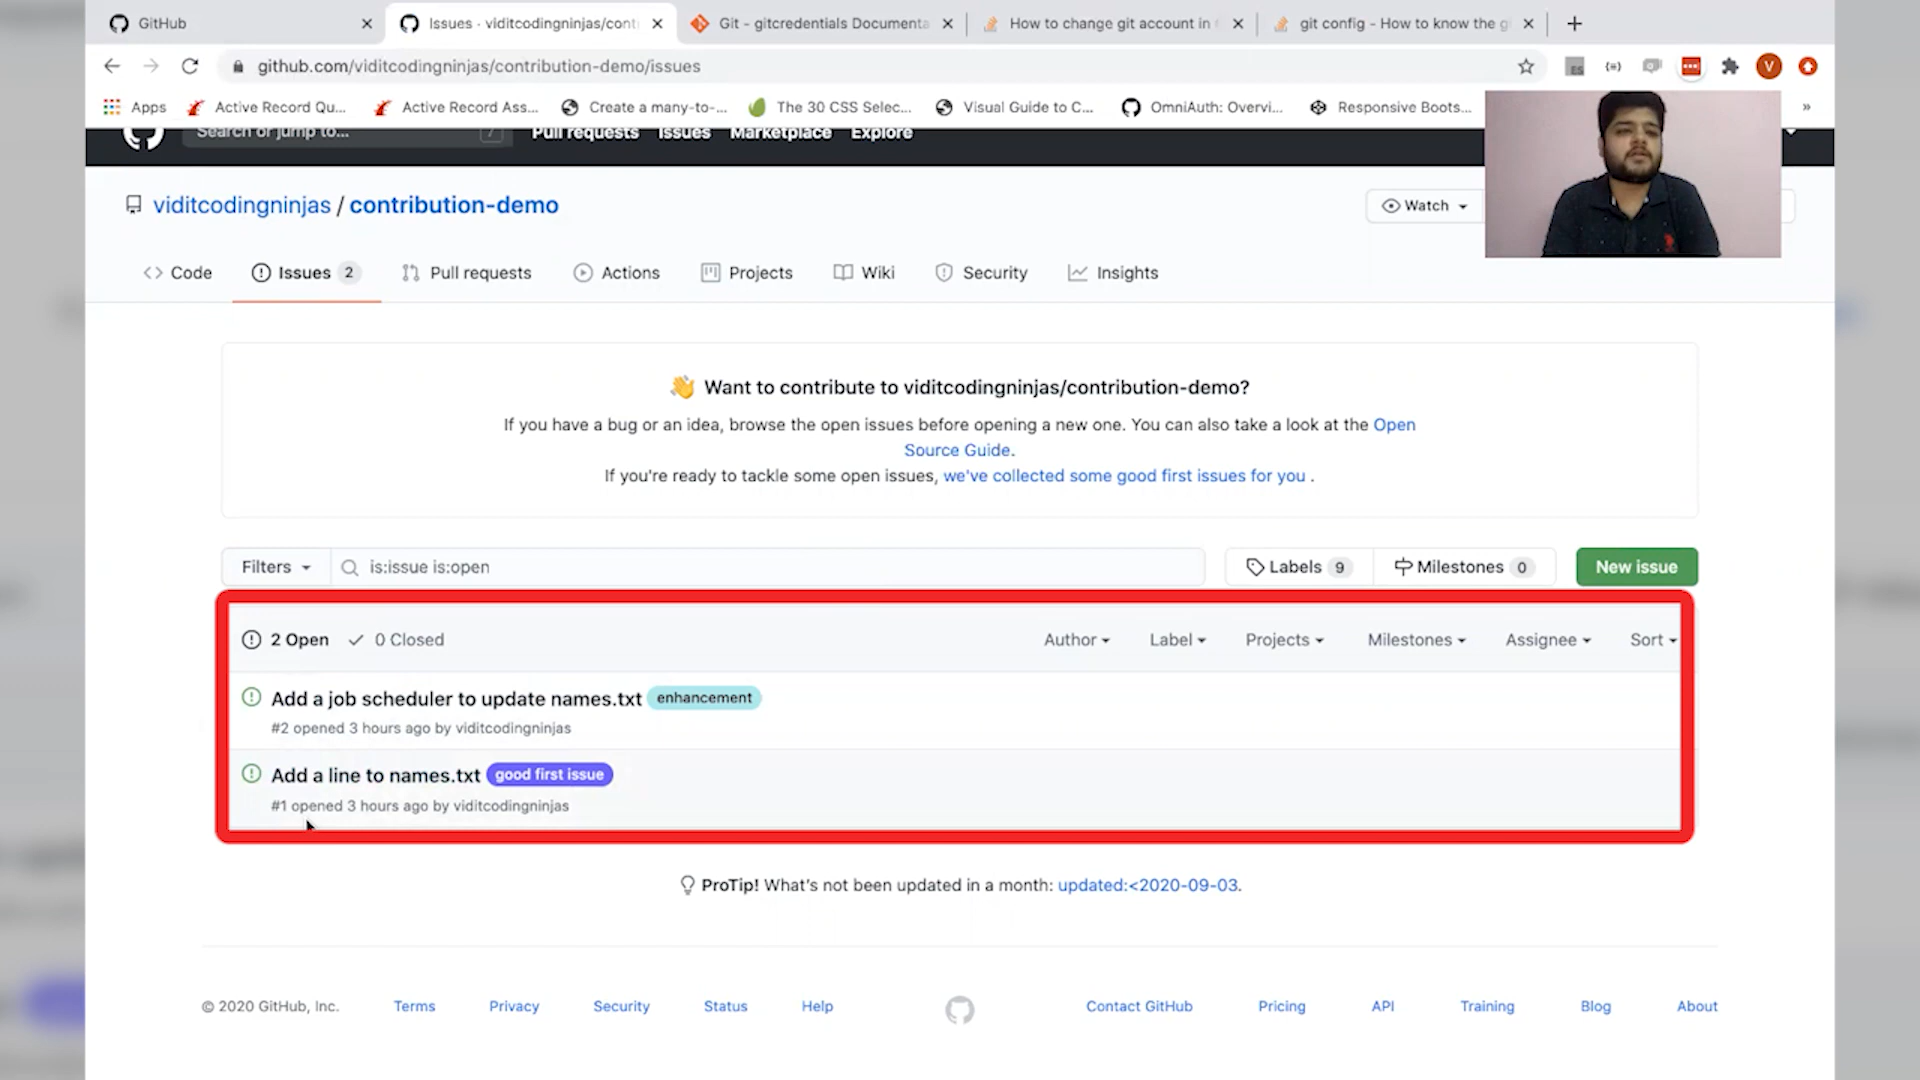 GitHub
Issues · viditcodingninjas/cont
Git - gitcredentials Documenta
How to change git account in
git config - How to know the g
github.com/viditcodingninjas/contribution-demo/issues
V
Apps
Active Record Qu...
Active Record Ass...
Create a many-to-...
The 30 CSS Selec...
Visual Guide to C...
OmniAuth: Overvi...
Responsive Boots...
»
Search or jump to...
/
Pull requests
Issues
Marketplace
Explore
viditcodingninjas / contribution-demo
Watch
Code
Issues 2
Pull requests
Actions
Projects
Wiki
Security
Insights
👋 Want to contribute to viditcodingninjas/contribution-demo?
If you have a bug or an idea, browse the open issues before opening a new one. You can also take a look at the Open
Source Guide.
If you're ready to tackle some open issues, we've collected some good first issues for you .
Filters
is:issue is:open
Labels 9
Milestones 0
New issue
2 Open
0 Closed
Author
Label
Projects
Milestones
Assignee
Sort
Add a job scheduler to update names.txt enhancement
#2 opened 3 hours ago by viditcodingninjas
Add a line to names.txt good first issue
#1 opened 3 hours ago by viditcodingninjas
ProTip! What's not been updated in a month: updated:<2020-09-03.
© 2020 GitHub, Inc.
Terms
Privacy
Security
Status
Help
Contact GitHub
Pricing
API
Training
Blog
About